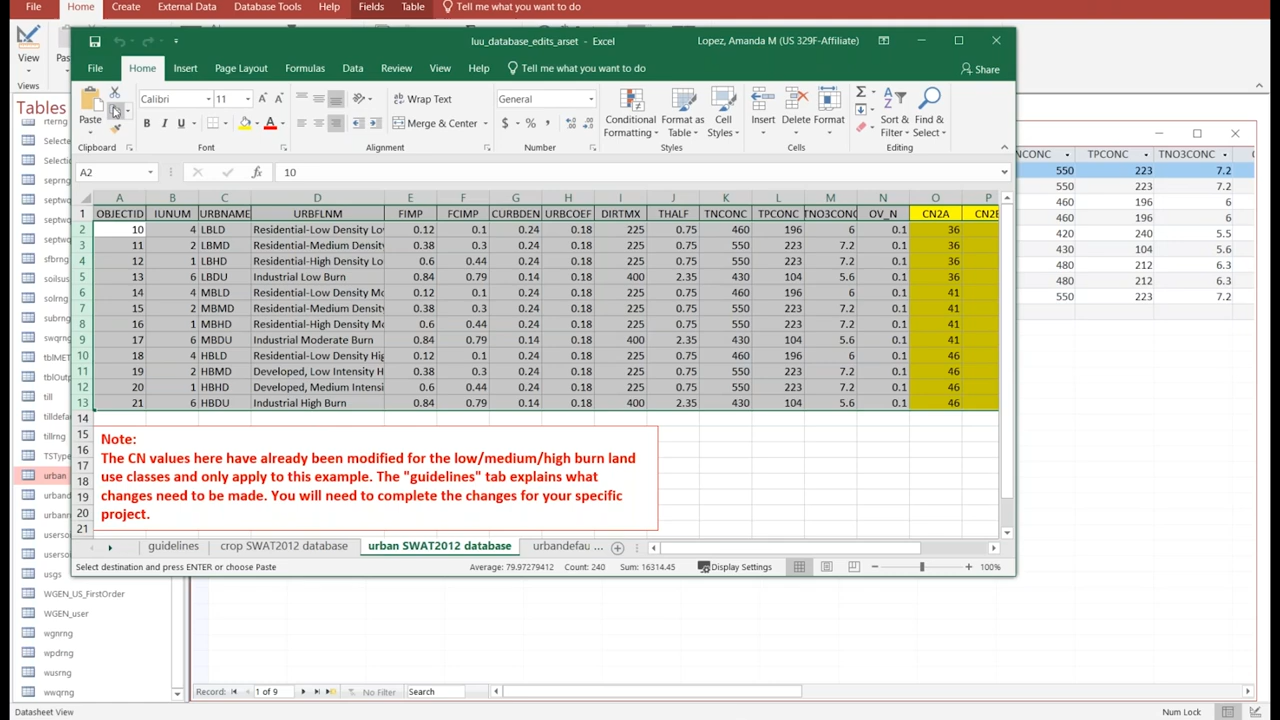 File Home Create External Data Database Tools Help Fields Table Tell me what you want to do
luu_database_edits_arset - Excel Lopez, Amanda M (US 329F-Affiliate)
View
Views
File Home Insert Page Layout Formulas Data Review View Help Tell me what you want to do Share
Paste
Clipboard
Calibri 11
B I U
Font
Wrap Text
Merge & Center
Alignment
General
$ % ,
Number
Conditional Formatting
Format as Table
Cell Styles
Styles
Insert Delete Format
Cells
Sort & Filter
Find & Select
Editing
A2 fx 10
A B C D E F G H I J K L M N O P
1 OBJECTID IUNUM URBNAME URBFLNM FIMP FCIMP CURBDEN URBCOEF DIRTMX THALF TNCONC TPCONC TNO3CONC OV_N CN2A CN2B
2 10 4 LBLD Residential-Low Density Lo 0.12 0.1 0.24 0.18 225 0.75 460 196 6 0.1 36
3 11 2 LBMD Residential-Medium Density 0.38 0.3 0.24 0.18 225 0.75 550 223 7.2 0.1 36
4 12 1 LBHD Residential-High Density Lo 0.6 0.44 0.24 0.18 225 0.75 550 223 7.2 0.1 36
5 13 6 LBDU Industrial Low Burn 0.84 0.79 0.14 0.18 400 2.35 430 104 5.6 0.1 36
6 14 4 MBLD Residential-Low Density Mo 0.12 0.1 0.24 0.18 225 0.75 460 196 6 0.1 41
7 15 2 MBMD Residential-Medium Density 0.38 0.3 0.24 0.18 225 0.75 550 223 7.2 0.1 41
8 16 1 MBHD Residential-High Density Mo 0.6 0.44 0.24 0.18 225 0.75 550 223 7.2 0.1 41
9 17 6 MBDU Industrial Moderate Burn 0.84 0.79 0.14 0.18 400 2.35 430 104 5.6 0.1 41
10 18 4 HBLD Residential-Low Density Hig 0.12 0.1 0.24 0.18 225 0.75 460 196 6 0.1 46
11 19 2 HBMD Developed, Low Intensity H 0.38 0.3 0.24 0.18 225 0.75 550 223 7.2 0.1 46
12 20 1 HBHD Developed, Medium Intensi 0.6 0.44 0.24 0.18 225 0.75 550 223 7.2 0.1 46
13 21 6 HBDU Industrial High Burn 0.84 0.79 0.14 0.18 400 2.35 430 104 5.6 0.1 46
14
15
16
17
18
19
20
21
Note:
The CN values here have already been modified for the low/medium/high burn land
use classes and only apply to this example. The "guidelines" tab explains what
changes need to be made. You will need to complete the changes for your specific
project.
guidelines crop SWAT2012 database urban SWAT2012 database urbandefau ...
Select destination and press ENTER or choose Paste Average: 79.97279412 Count: 240 Sum: 16314.45 Display Settings 100%
Tables
rterng
Selecte
Selecti
seprng
septwq
septwq
septwq
sfbrng
soilsus
solrng
subrng
swqrng
tblMET
tblOutp
till
tilldefa
tillrng
TSType
urban
urband
urbanr
userso
userso
usgs
WGEN_US_FirstOrder
WGEN_user
wgnrng
wpdrng
wusrng
wwqrng
NCONC TPCONC TNO3CONC
550 223 7.2
550 223 7.2
460 196 6
460 196 6
420 240 5.5
430 104 5.6
480 212 6.3
480 212 6.3
550 223 7.2
Record: 1 of 9 No Filter Search
Datasheet View Num Lock